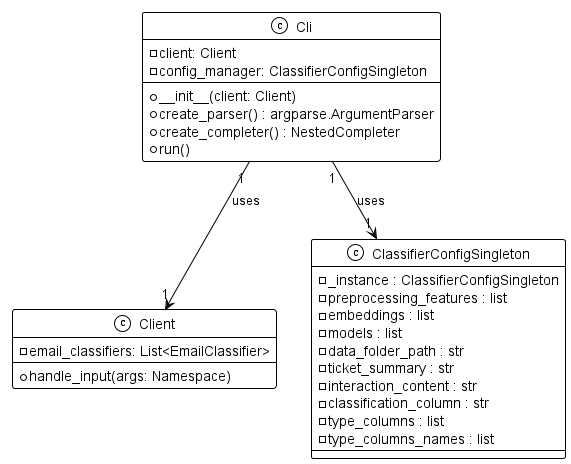 C Cli
client: Client
config_manager: ClassifierConfigSingleton
__init__(client: Client)
create_parser() : argparse.ArgumentParser
create_completer() : NestedCompleter
run()
1
1
uses
uses
1
1
C ClassifierConfigSingleton
_instance : ClassifierConfigSingleton
preprocessing_features : list
embeddings : list
models : list
data_folder_path : str
ticket_summary : str
interaction_content : str
classification_column : str
type_columns : list
type_columns_names : list
C Client
email_classifiers: List<EmailClassifier>
handle_input(args: Namespace)